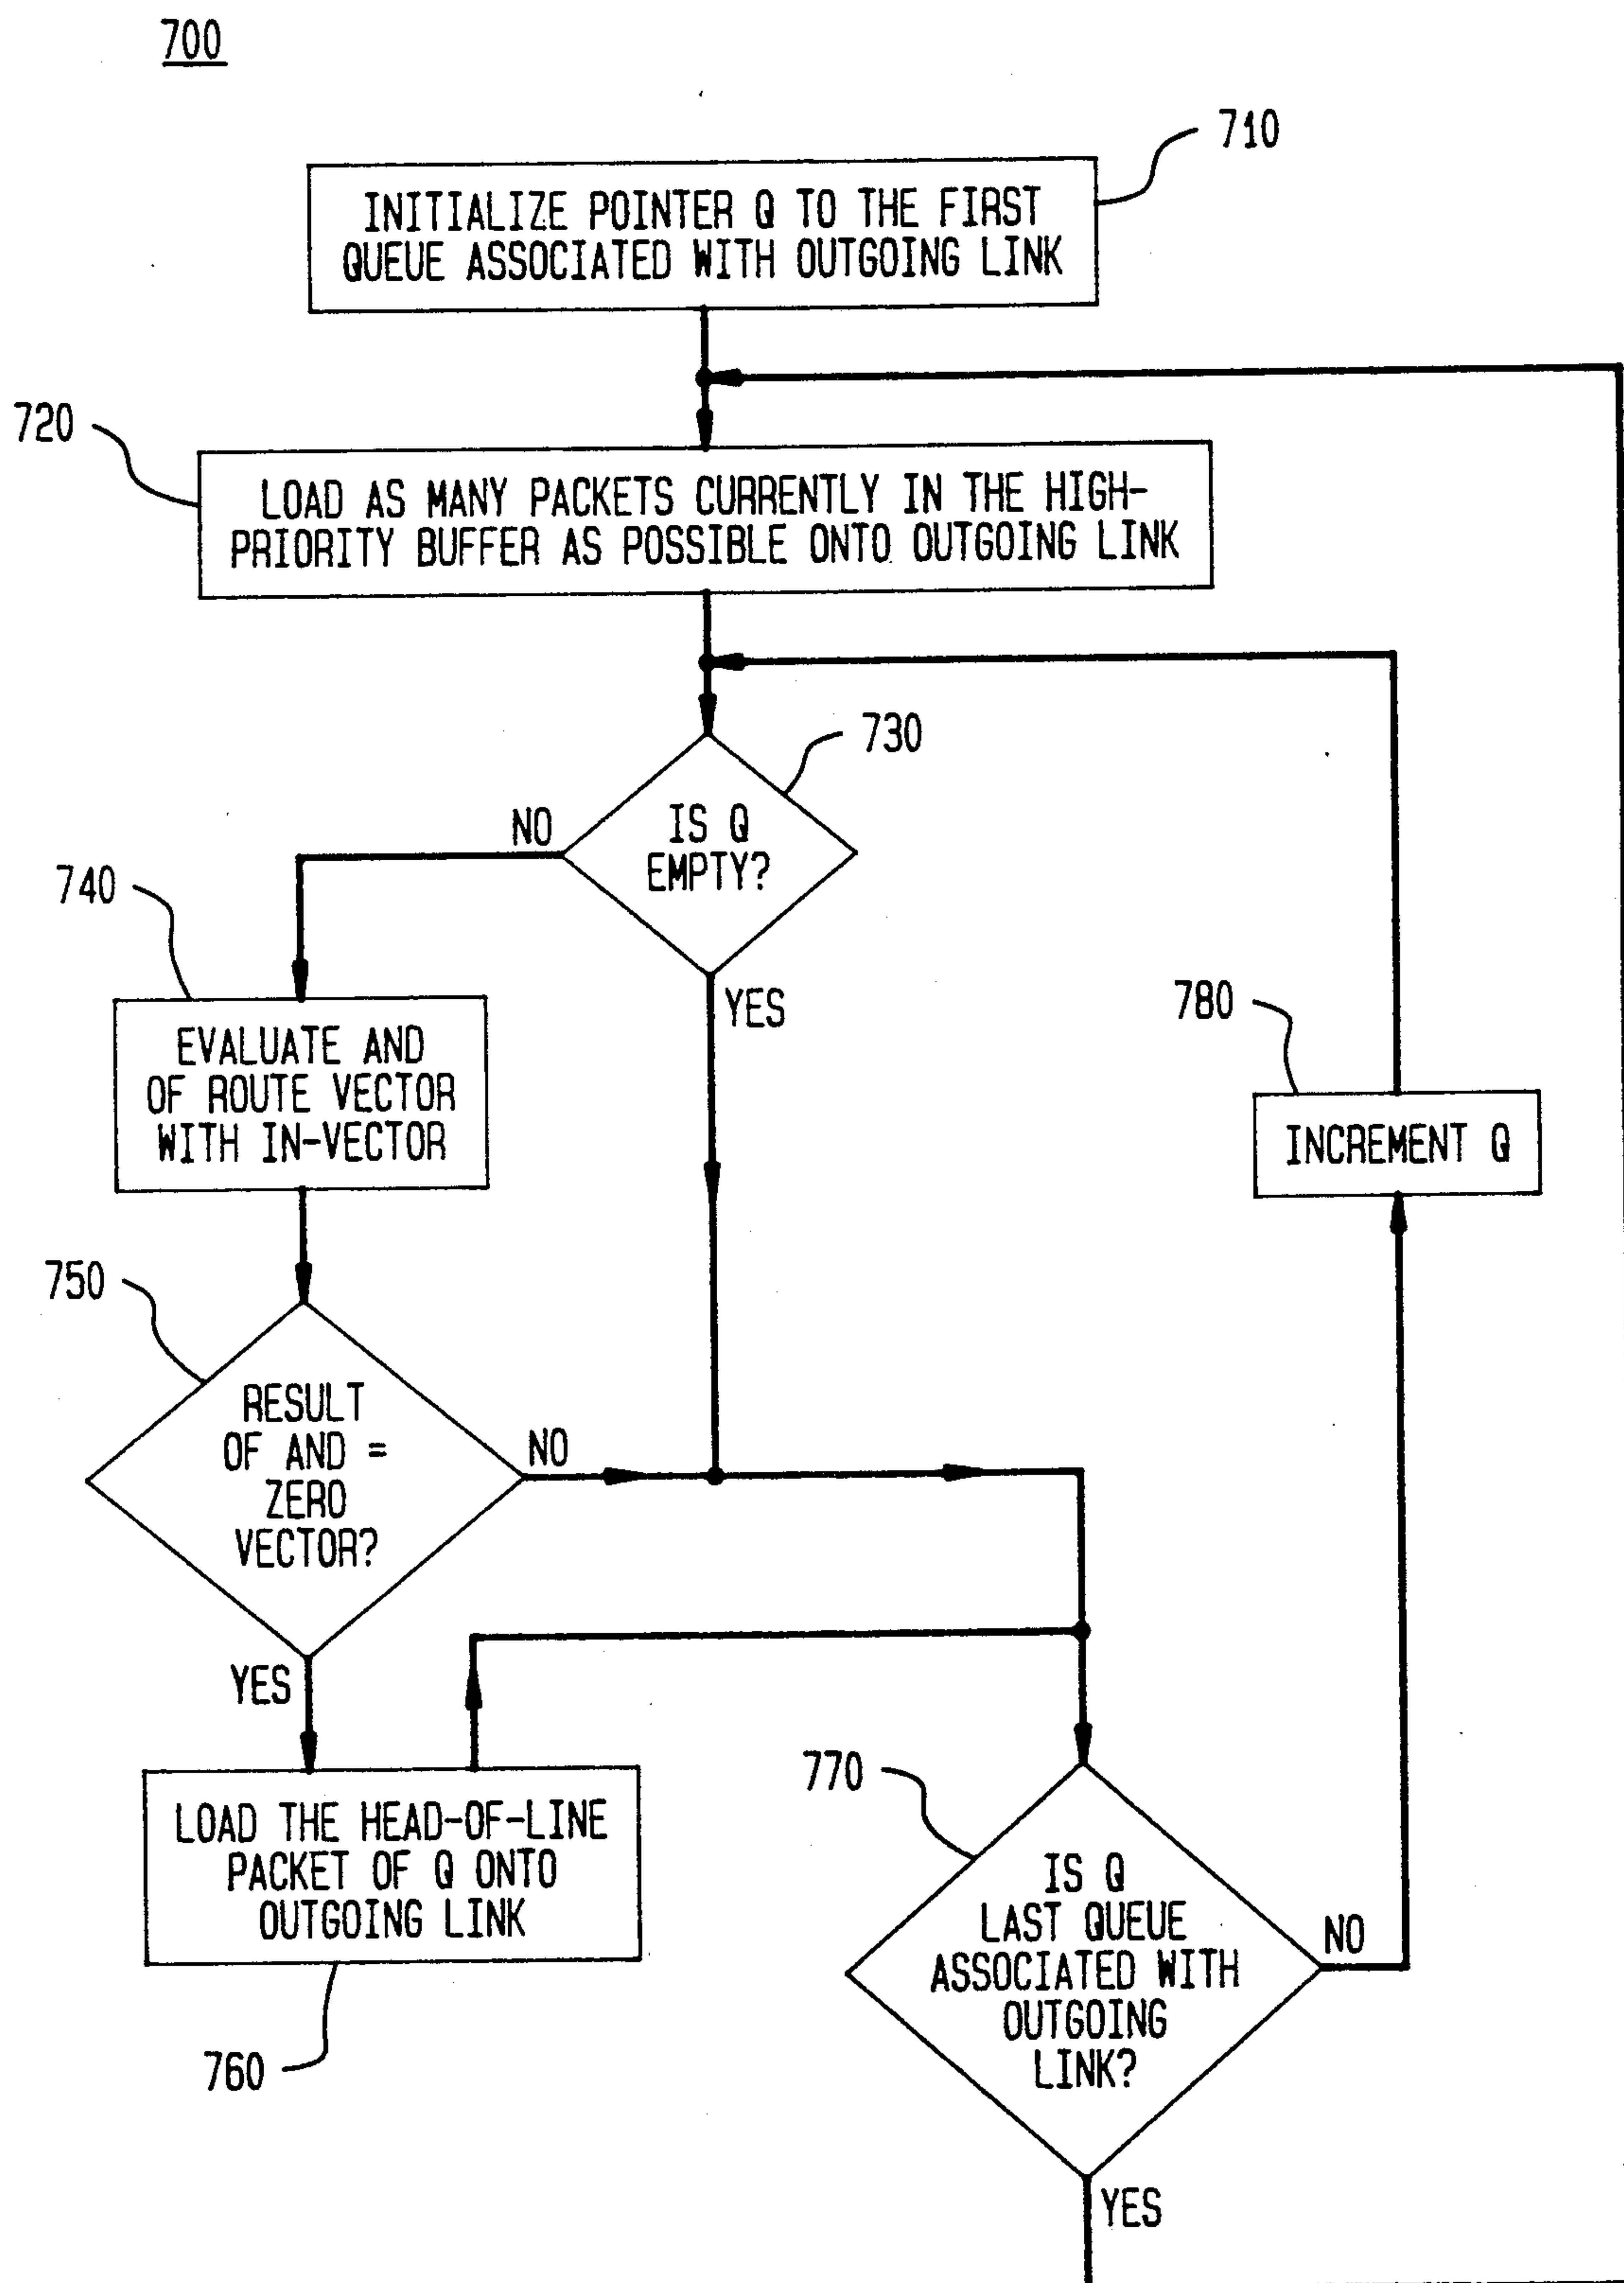 700
710
INITIALIZE POINTER Q TO THE FIRST
QUEUE ASSOCIATED WITH OUTGOING LINK
720
LOAD AS MANY PACKETS CURRENTLY IN THE HIGH-
PRIORITY BUFFER AS POSSIBLE ONTO OUTGOING LINK
730
IS Q
EMPTY?
NO
YES
740
EVALUATE AND
OF ROUTE VECTOR
WITH IN-VECTOR
780
INCREMENT Q
750
RESULT
OF AND =
ZERO
VECTOR?
NO
YES
LOAD THE HEAD-OF-LINE
PACKET OF Q ONTO
OUTGOING LINK
760
770
IS Q
LAST QUEUE
ASSOCIATED WITH
OUTGOING
LINK?
NO
YES